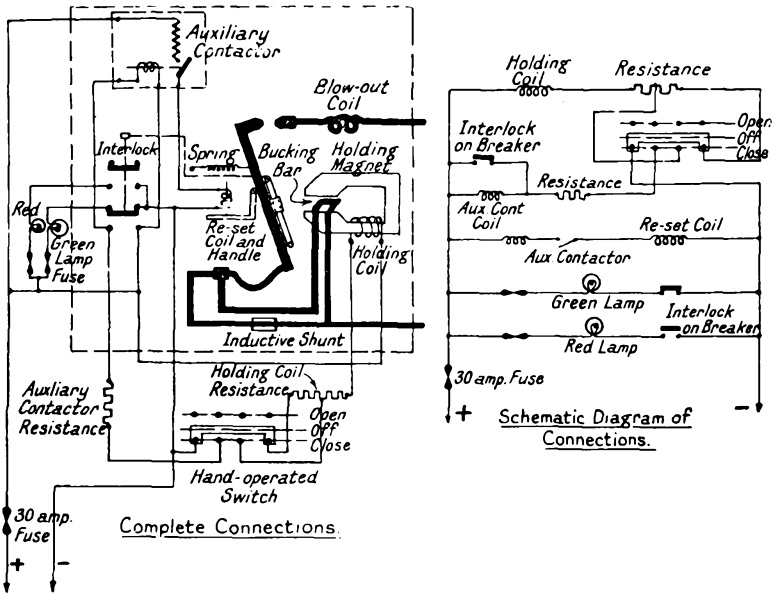 Auxiliary
Contactor
Blow-out
Coil
Interlock
Spring
Bucking
Bar
Holding
Magnet
Red
Green
Lamp
Fuse
Re-set
Coil and
Handle
Holding
Coil
Inductive Shunt
Auxliary
Contactor
Resistance
Holding Coil
Resistance
Open
Off
Close
Hand-operated
Switch
30 amp.
Fuse
+ -
Complete Connections.
Holding
Coil
Resistance
Open
Off
Close
Interlock
on Breaker
Resistance
Aux.Cont
Coil
Re-set Coil
Aux.Contactor
Green Lamp
Interlock
on Breaker
Red Lamp
30 amp. Fuse
+ -
Schematic Diagram of
Connections.